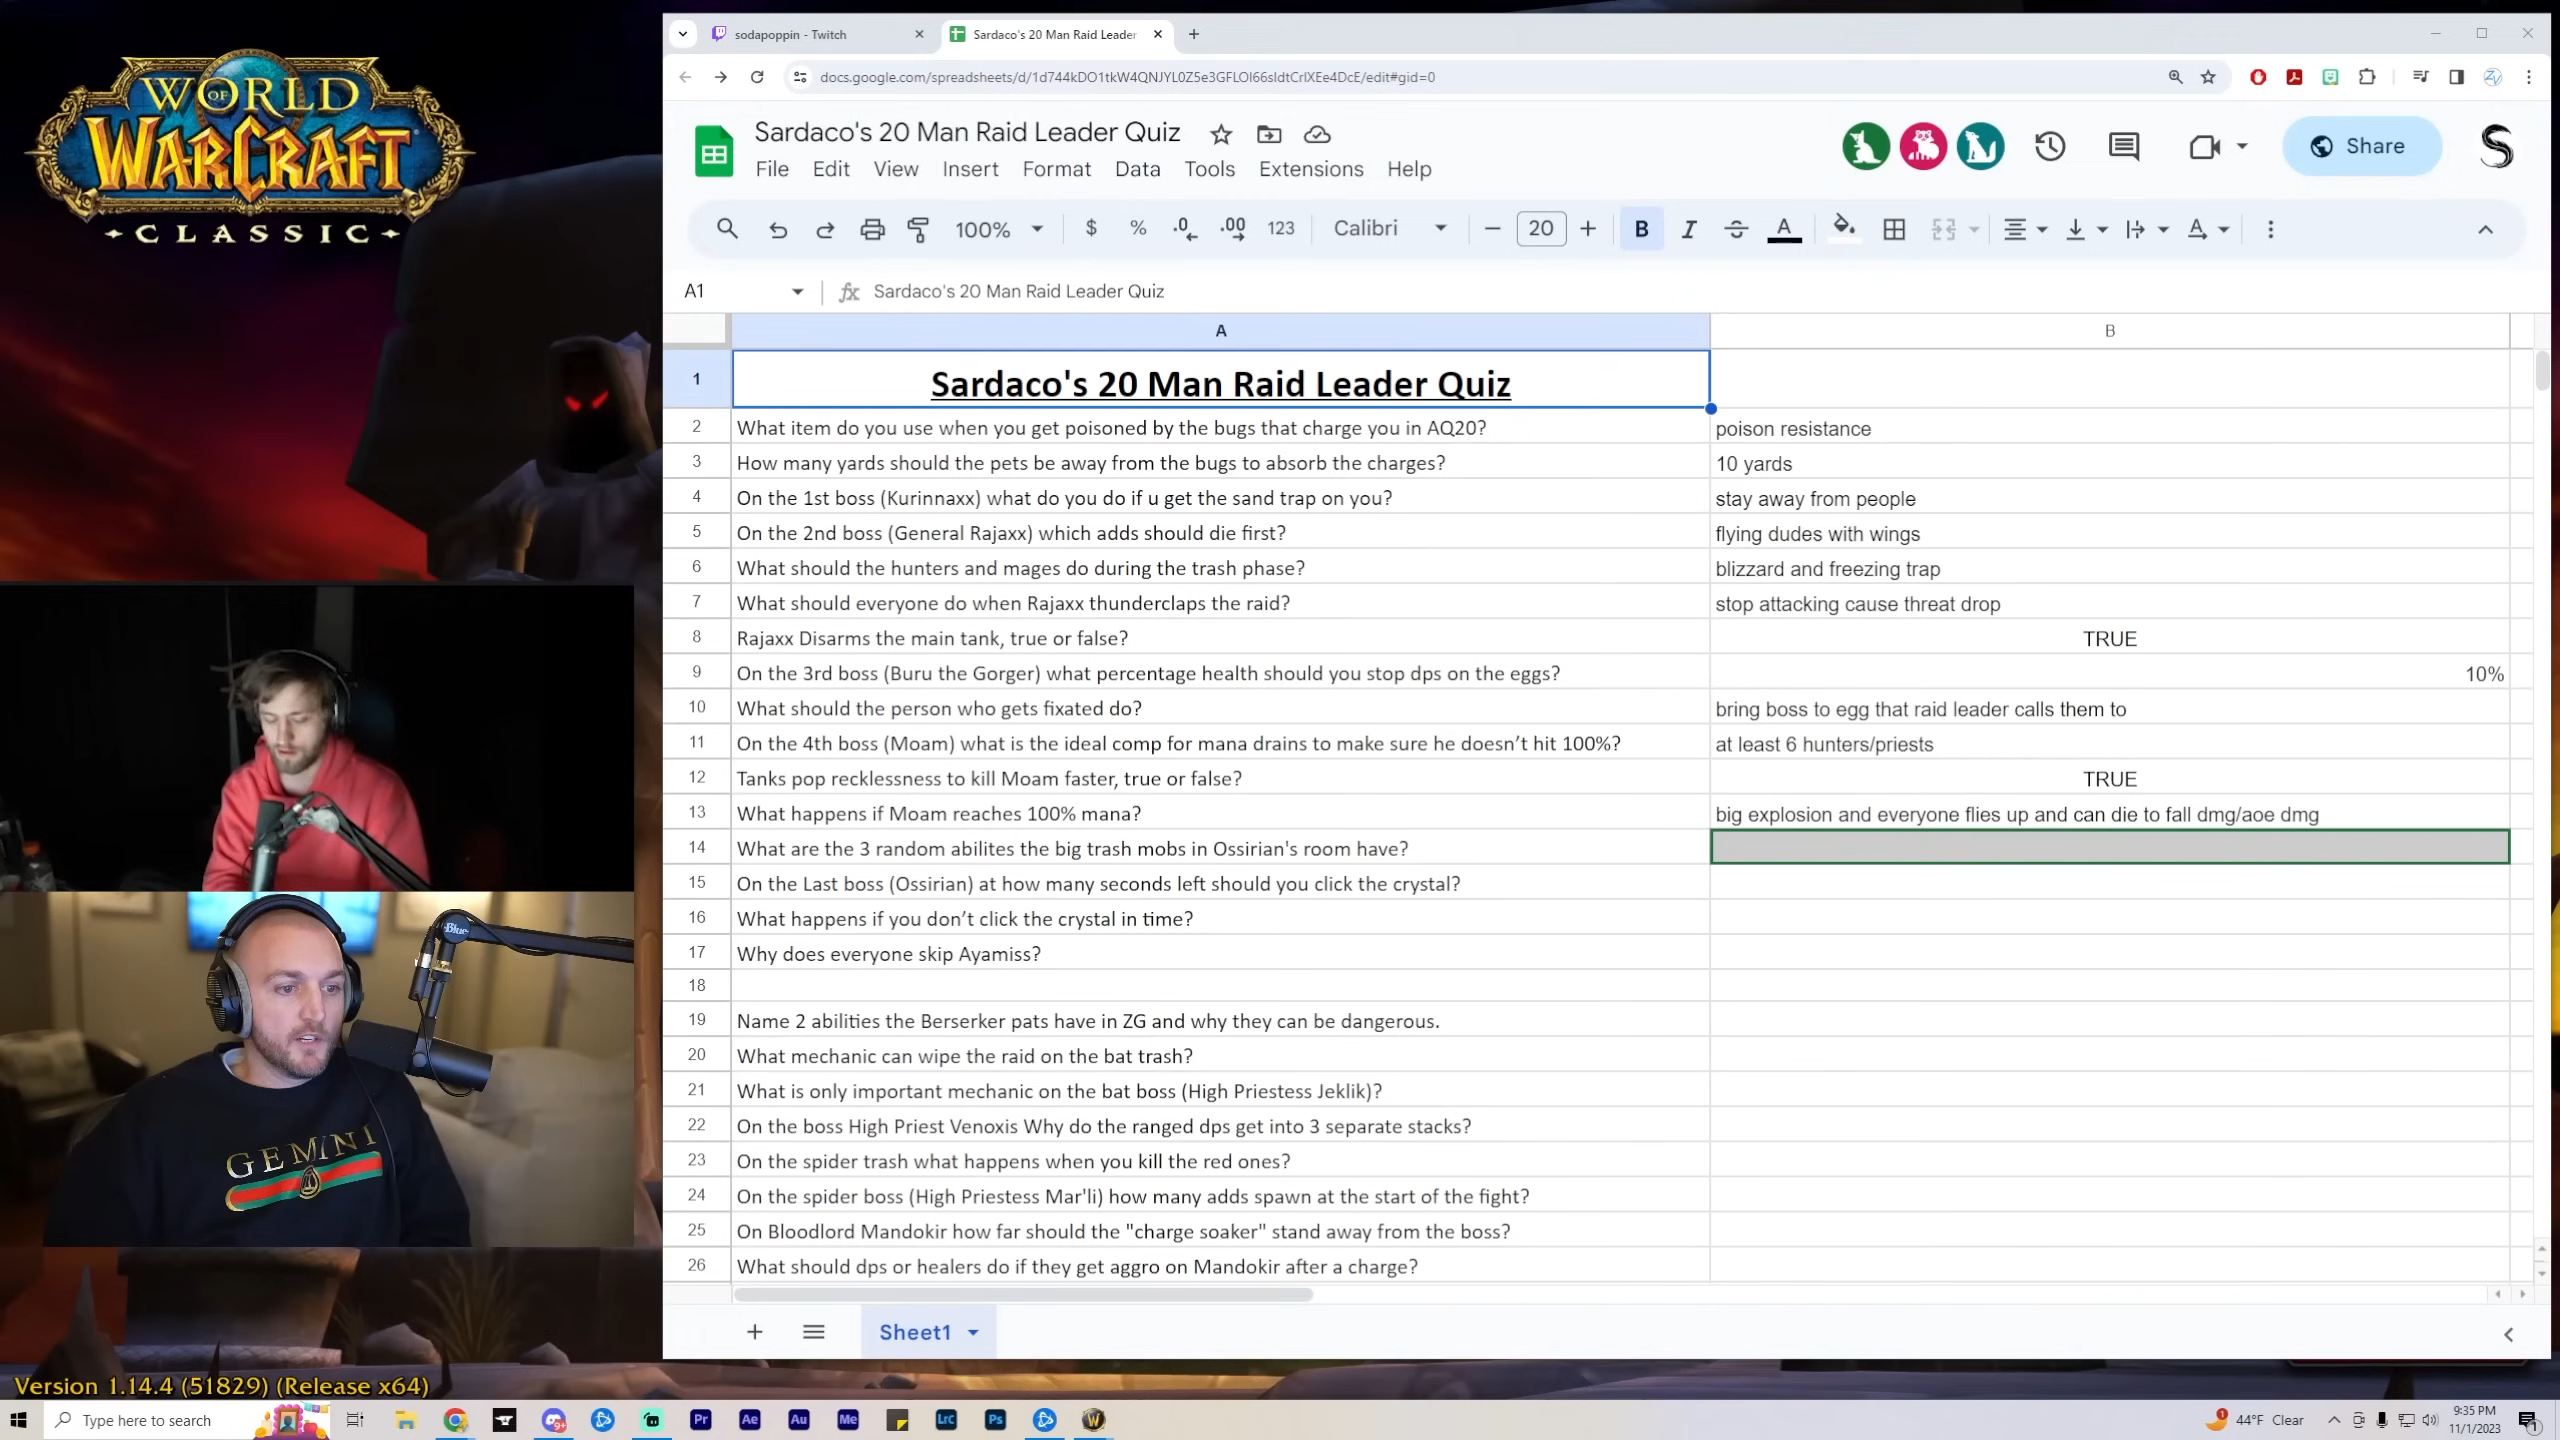 WORLD
OF
WARCRAFT
CLASSIC
sodapoppin - Twitch
Sardaco's 20 Man Raid Leader
docs.google.com/spreadsheets/d/1d744kDO1tkW4QNJYL0Z5e3GFLOl66sldtCrlXEe4DcE/edit#gid=0
Sardaco's 20 Man Raid Leader Quiz
File Edit View Insert Format Data Tools Extensions Help
Share
100% $ % .0 .00 123 Calibri 20 B I A
A1 fx Sardaco's 20 Man Raid Leader Quiz
A B
1 Sardaco's 20 Man Raid Leader Quiz
2 What item do you use when you get poisoned by the bugs that charge you in AQ20? poison resistance
3 How many yards should the pets be away from the bugs to absorb the charges? 10 yards
4 On the 1st boss (Kurinnaxx) what do you do if u get the sand trap on you? stay away from people
5 On the 2nd boss (General Rajaxx) which adds should die first? flying dudes with wings
6 What should the hunters and mages do during the trash phase? blizzard and freezing trap
7 What should everyone do when Rajaxx thunderclaps the raid? stop attacking cause threat drop
8 Rajaxx Disarms the main tank, true or false? TRUE
9 On the 3rd boss (Buru the Gorger) what percentage health should you stop dps on the eggs? 10%
10 What should the person who gets fixated do? bring boss to egg that raid leader calls them to
11 On the 4th boss (Moam) what is the ideal comp for mana drains to make sure he doesn’t hit 100%? at least 6 hunters/priests
12 Tanks pop recklessness to kill Moam faster, true or false? TRUE
13 What happens if Moam reaches 100% mana? big explosion and everyone flies up and can die to fall dmg/aoe dmg
14 What are the 3 random abilites the big trash mobs in Ossirian's room have?
15 On the Last boss (Ossirian) at how many seconds left should you click the crystal?
16 What happens if you don’t click the crystal in time?
17 Why does everyone skip Ayamiss?
18
19 Name 2 abilities the Berserker pats have in ZG and why they can be dangerous.
20 What mechanic can wipe the raid on the bat trash?
21 What is only important mechanic on the bat boss (High Priestess Jeklik)?
22 On the boss High Priest Venoxis Why do the ranged dps get into 3 separate stacks?
23 On the spider trash what happens when you kill the red ones?
24 On the spider boss (High Priestess Mar'li) how many adds spawn at the start of the fight?
25 On Bloodlord Mandokir how far should the "charge soaker" stand away from the boss?
26 What should dps or healers do if they get aggro on Mandokir after a charge?
Sheet1
Blue
GEMINI
Version 1.14.4 (51829) (Release x64)
Type here to search
Pr Ae Au Me LrC Ps
44°F Clear
9:35 PM
11/1/2023